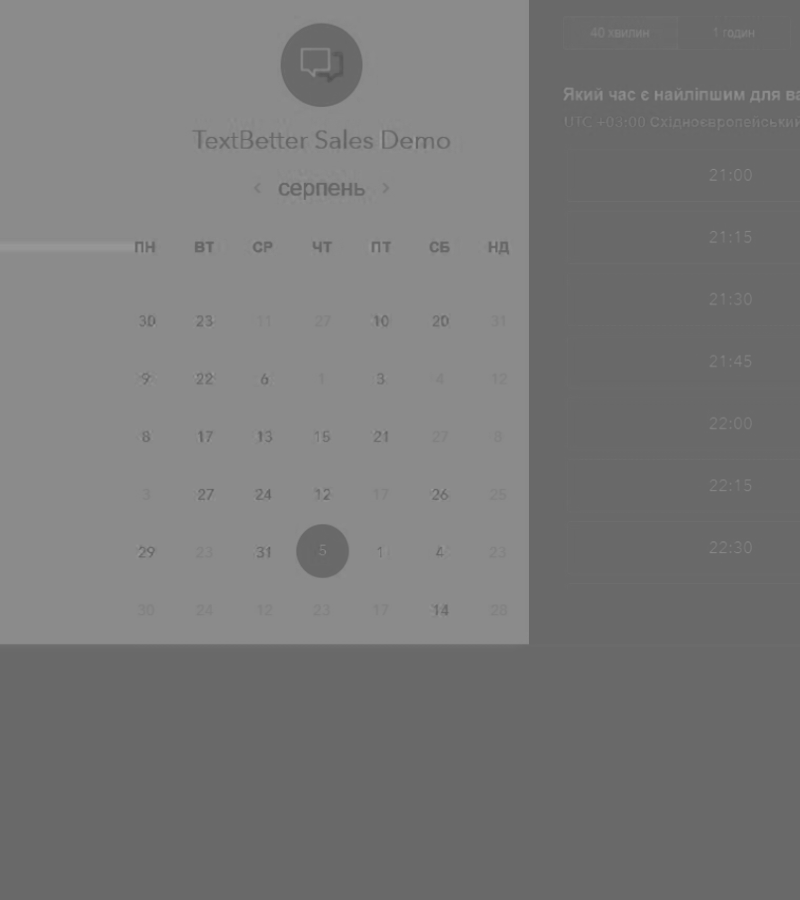 TextBetter Sales Demo
серпень
ПН ВТ СР ЧТ ПТ СБ НД
30 23 11 27 10 20 31
9 22 6 1 3 4 12
8 17 13 15 21 27 8
3 27 24 12 17 26 25
29 23 31 5 1 4 23
30 24 12 23 17 14 28
40 хвилин 1 годин
Який час є найліпшим для ва
UTC +03:00 Східноєвропейський
21:00
21:15
21:30
21:45
22:00
22:15
22:30